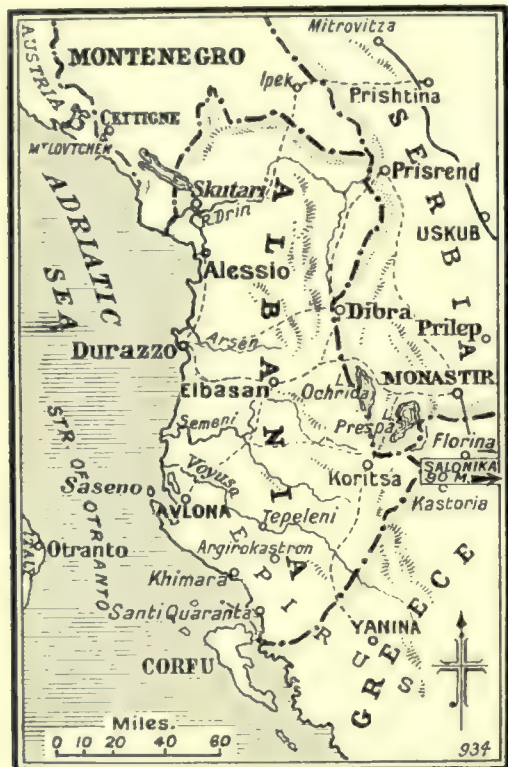 Mitrovitza
MONTENEGRO
AUSTRIA
Ipek
Prishtina
CETTIGNE
Mᵗ LOVTCHEN
SERBIA
Prisrend
Skutari
R. Drin
USKUB
ADRIATIC SEA
ALBANIA
Alessio
Dibra
Prilep
Durazzo
Arsen
Elbasan
Ochrida
L.
MONASTIR
L.
Prespa
Semeni
Florina
SALONIKA
90 M.
STR. OF OTRANTO
Voyusa
Koritsa
Kastoria
Saseno
AVLONA
Tepeleni
ITALY
Otranto
Argirokastron
EPIRUS
Khimara
GREECE
Santi Quaranta
YANINA
CORFU
Miles.
0 10 20 40 60
934